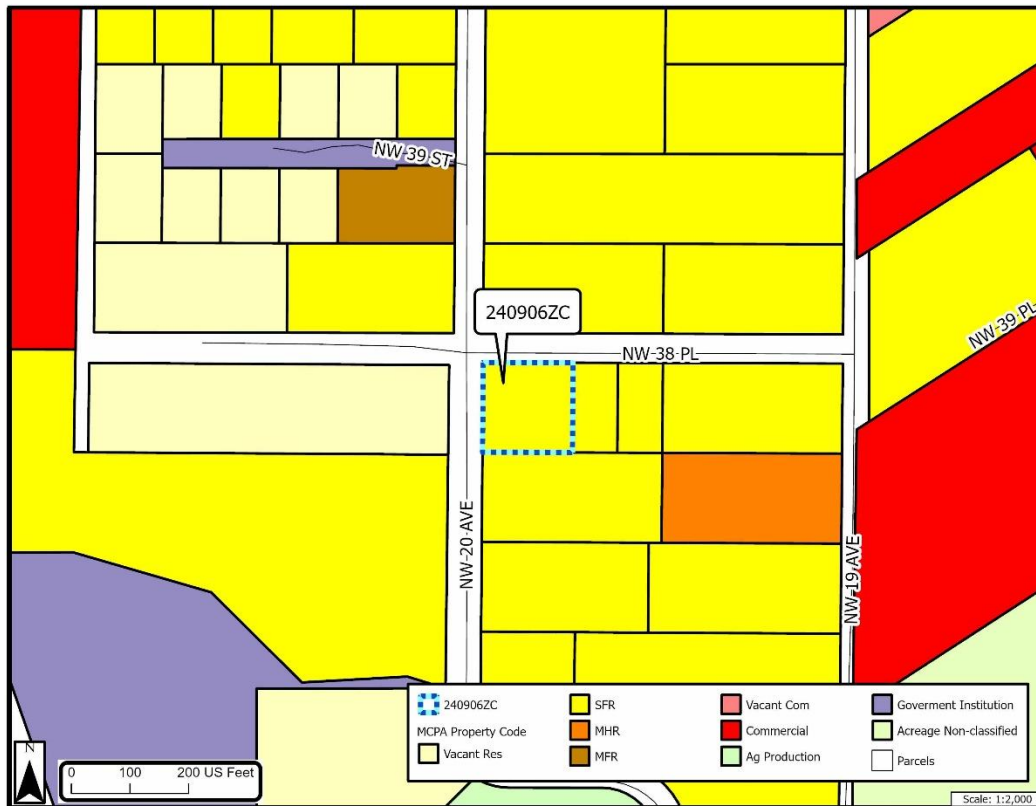 NW 39 ST
240906ZC
NW 38 PL
NW 39 PL
NW 20 AVE
NW 19 AVE
240906ZC
MCPA Property Code
Vacant Res
SFR
MHR
MFR
Vacant Com
Commercial
Ag Production
Goverment Institution
Acreage Non-classified
Parcels
N
0 100 200 US Feet
Scale: 1:2,000